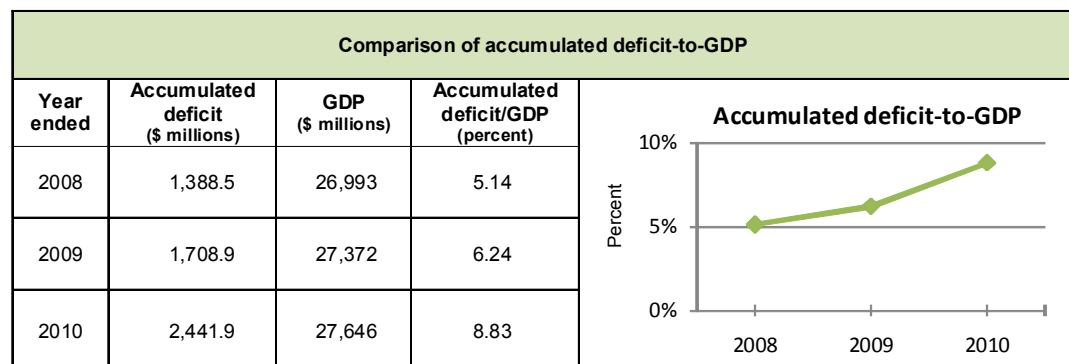 Comparison of accumulated deficit-to-GDP
Year
ended
Accumulated
deficit
($ millions)
GDP
($ millions)
Accumulated
deficit/GDP
(percent)
2008 1,388.5 26,993 5.14
2009 1,708.9 27,372 6.24
2010 2,441.9 27,646 8.83
Accumulated deficit-to-GDP
Percent
10%
5%
0%
2008 2009 2010